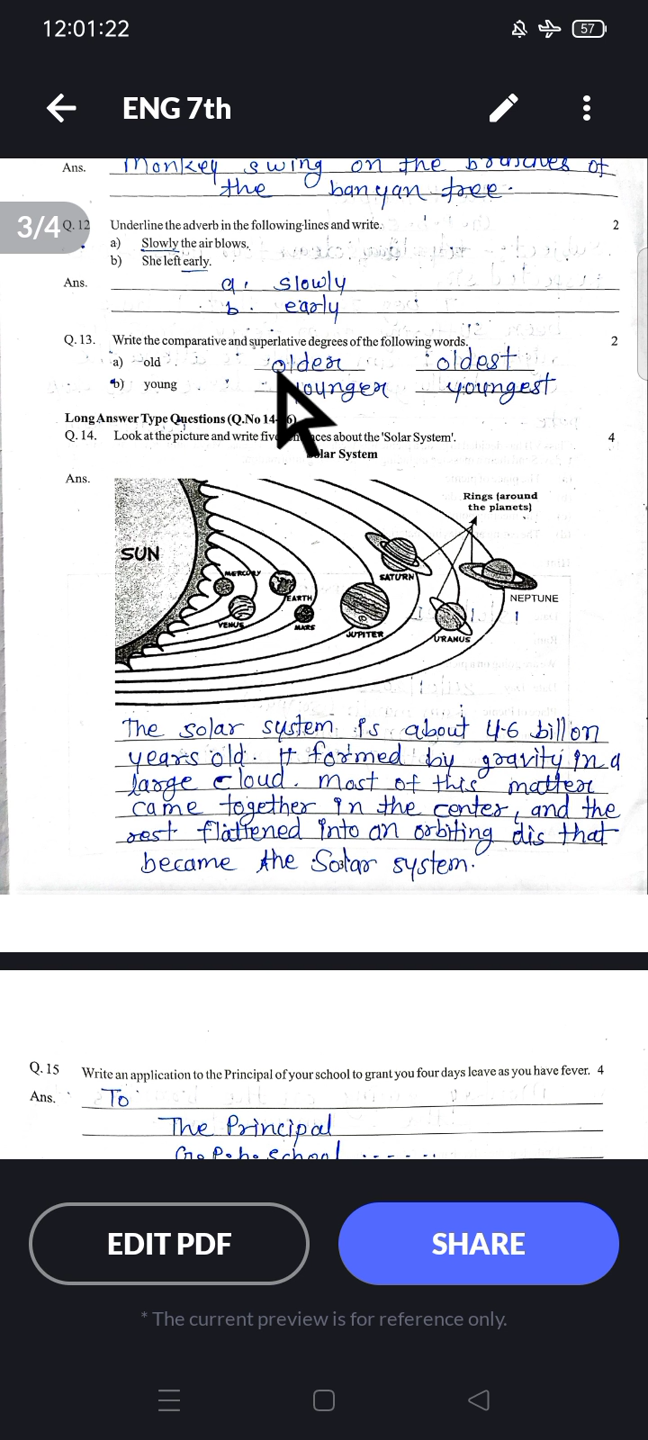 12:01:22
57
ENG 7th
Ans. Monkey swing on the branches of
the banyan tree.
3/4
Q. 12 Underline the adverb in the following lines and write. 2
a) Slowly the air blows.
b) She left early.
Ans. a. slowly
b. early
Q. 13. Write the comparative and superlative degrees of the following words. 2
a) old older oldest
b) young younger youngest
Long Answer Type Questions (Q.No 14-
Q. 14. Look at the picture and write five about the 'Solar System'. 4
Solar System
Ans.
Rings (around
the planets)
SUN
MERCURY
SATURN
EARTH
NEPTUNE
VENUS
MARS
JUPITER
URANUS
The solar system is about 4.6 billon
years old. It formed by gravity in a
large cloud. most of this matter
came together in the center, and the
rest flattened into an orbiting dis that
became the Solar system.
Q. 15 Write an application to the Principal of your school to grant you four days leave as you have fever. 4
Ans. To
The Principal
School ......
EDIT PDF
SHARE
* The current preview is for reference only.